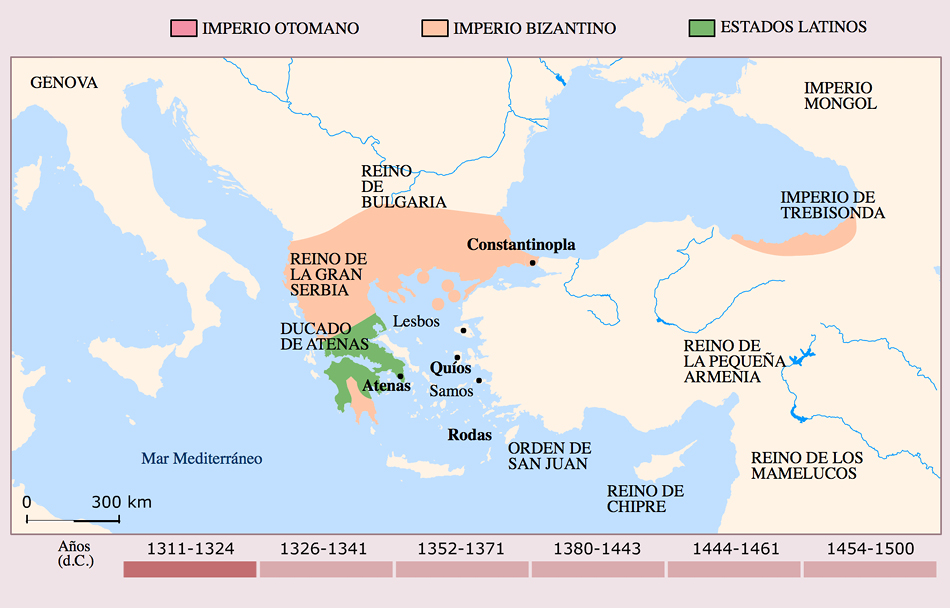 IMPERIO OTOMANO
IMPERIO BIZANTINO
ESTADOS LATINOS
GENOVA
IMPERIO
MONGOL
REINO
DE
BULGARIA
IMPERIO DE
TREBISONDA
Constantinopla
REINO DE
LA GRAN
SERBIA
Lesbos
DUCADO
DE ATENAS
REINO DE
LA PEQUEÑA
ARMENIA
Quíos
Atenas
Samos
Rodas
ORDEN DE
SAN JUAN
Mar Mediterráneo
REINO DE LOS
MAMELUCOS
REINO DE
CHIPRE
0 300 km
Años
(d.C.)
1311-1324
1326-1341
1352-1371
1380-1443
1444-1461
1454-1500